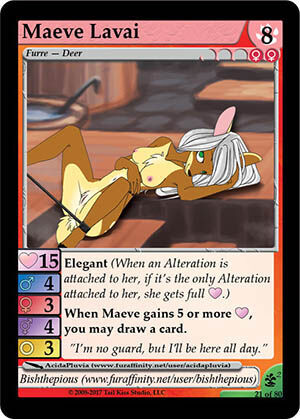 Maeve Lavai 8
Furre — Deer
15 Elegant (When an Alteration is
4 attached to her, if it's the only Alteration
attached to her, she gets full ♥.)
3
4 When Maeve gains 5 or more ♥,
you may draw a card.
3 "I'm no guard, but I'll be here all day."
AcidaPluvia (www.furaffinity.net/user/acidapluvia)
Bishthepious (www.furaffinity.net/user/bishthepious)
© 2008-2017 Tail Kiss Studio, LLC
21 of 80